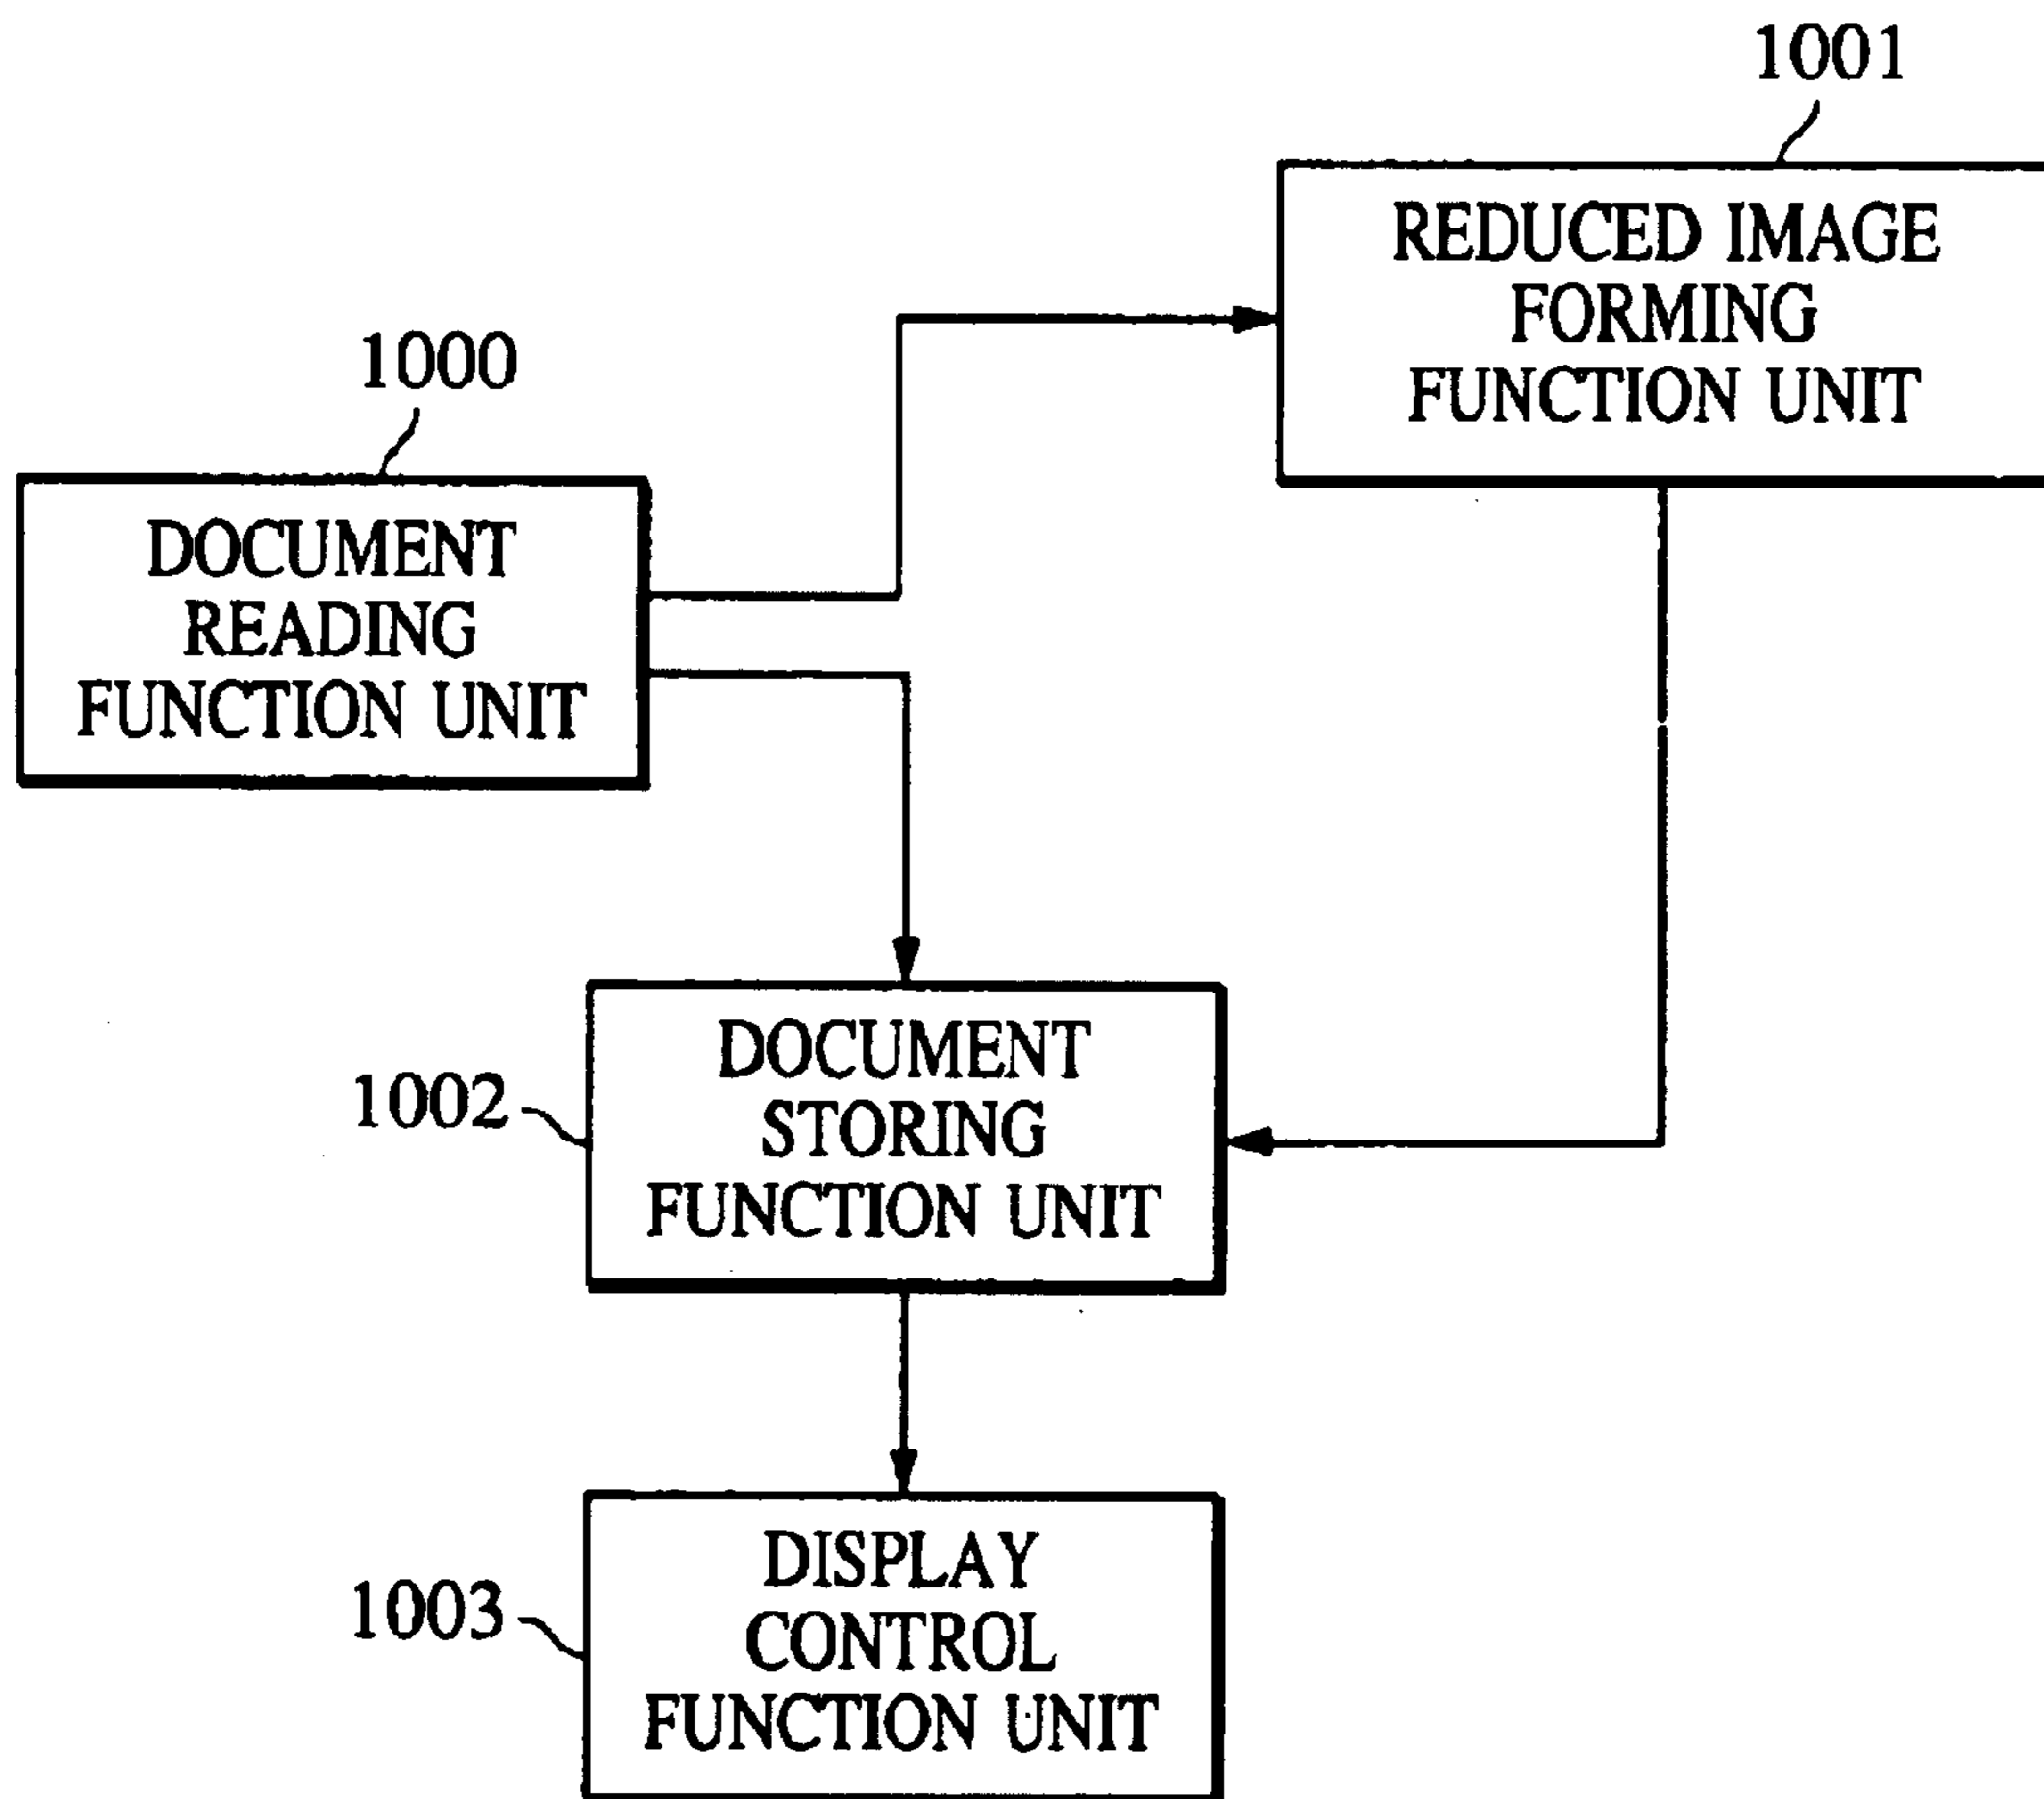 1001
REDUCED IMAGE
FORMING
FUNCTION UNIT
1000
DOCUMENT
READING
FUNCTION UNIT
1002
DOCUMENT
STORING
FUNCTION UNIT
1003
DISPLAY
CONTROL
FUNCTION UNIT